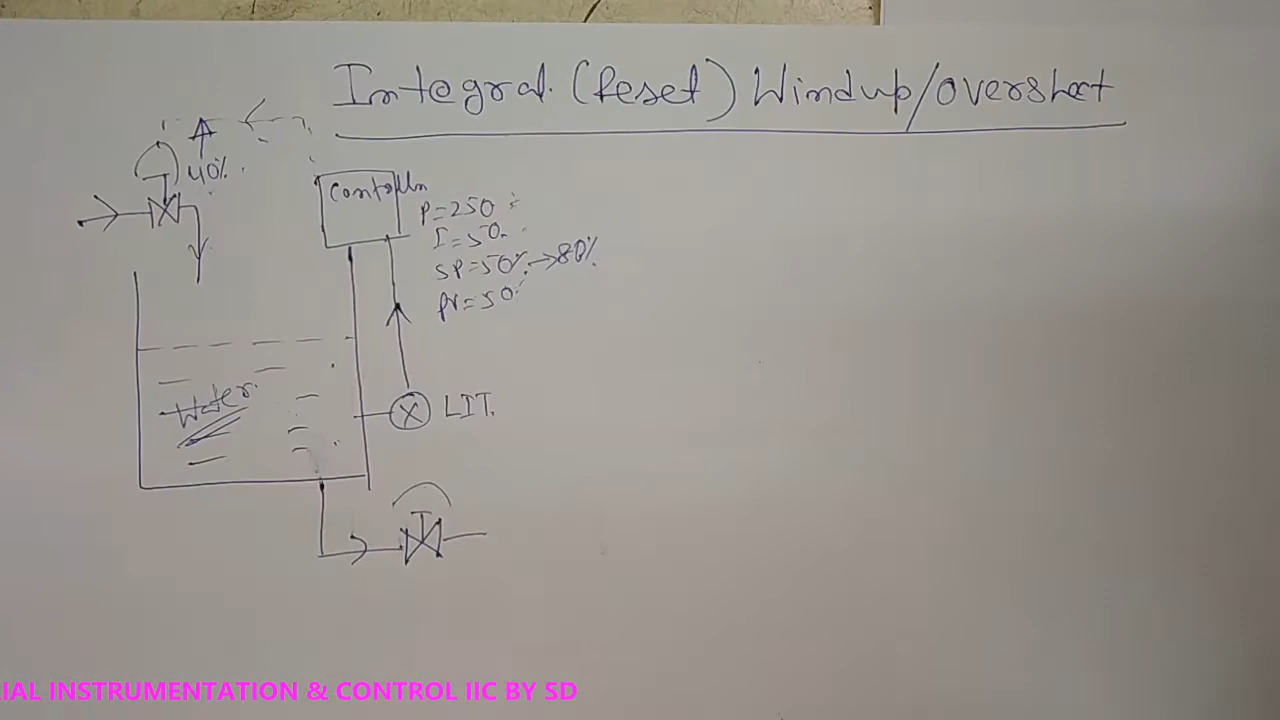 Integral (Reset) Windup/overshoot
40%
Controlln
P=250
I=50
SP=50% →80%
PV=50%
Water
LIT.
IAL INSTRUMENTATION & CONTROL IIC BY SD